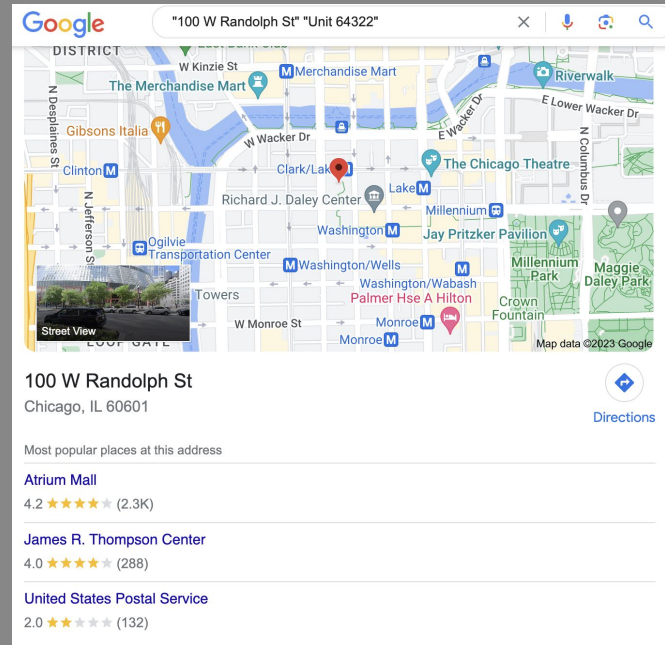 Google
"100 W Randolph St" "Unit 64322"
DISTRICT
East Bank Club
W Kinzie St
Merchandise Mart
The Merchandise Mart
Riverwalk
N Desplaines St
E Lower Wacker Dr
Gibsons Italia
W Wacker Dr
E Wacker Dr
N Columbus Dr
Clinton
Clark/Lake
The Chicago Theatre
Lake
Richard J. Daley Center
Millennium
N Jefferson St
Washington
Jay Pritzker Pavilion
Ogilvie
Transportation Center
Washington/Wells
Millennium
Park
Maggie
Daley Park
Washington/Wabash
Towers
Palmer Hse A Hilton
Crown
Fountain
Street View
W Monroe St
Monroe
Monroe
LOOP GATE
Map data ©2023 Google
100 W Randolph St
Chicago, IL 60601
Directions
Most popular places at this address
Atrium Mall
4.2 (2.3K)
James R. Thompson Center
4.0 (288)
United States Postal Service
2.0 (132)